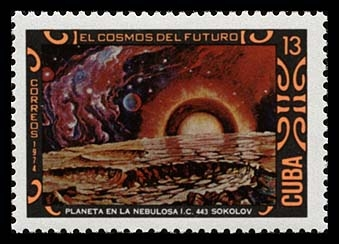 EL COSMOS DEL FUTURO
13
CORREOS 1974
CUBA
PLANETA EN LA NEBULOSA I.C. 443 SOKOLOV